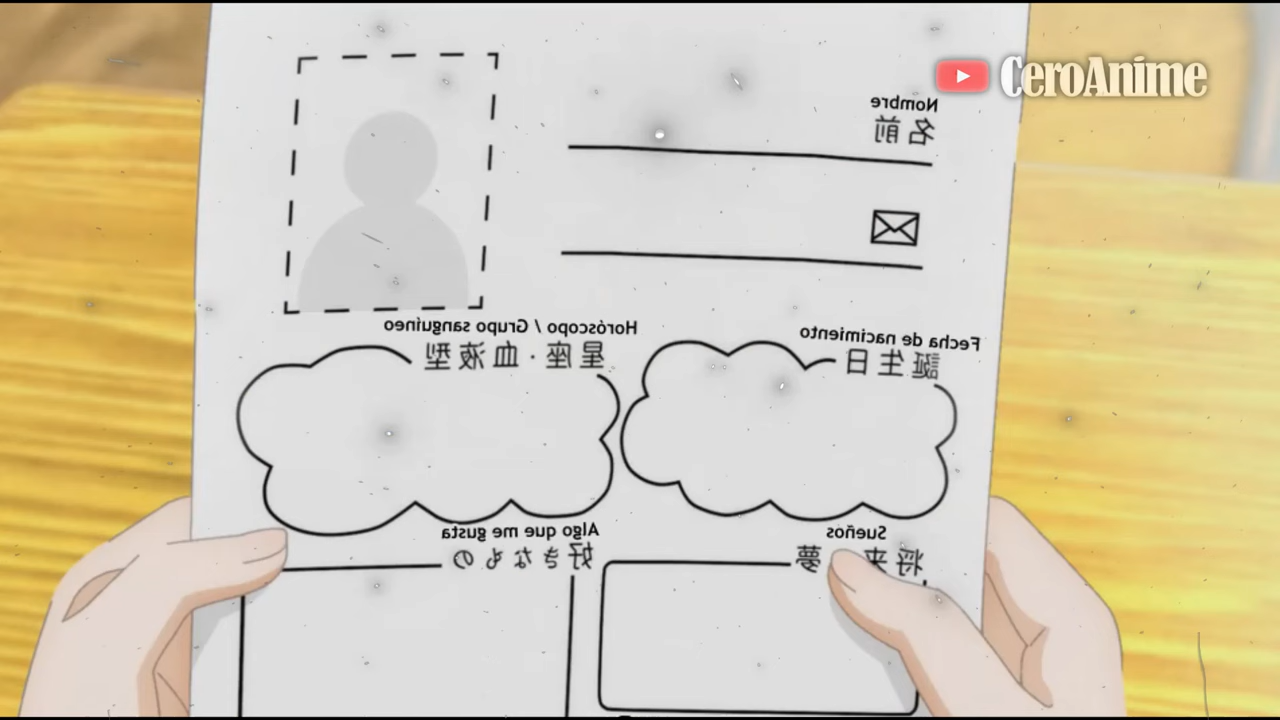 CeroAnime
Nombre
名前
Fecha de nacimiento
誕生日
Horóscopo / Grupo sanguíneo
星座・血液型
Sueños
将来 夢
Algo que me gusta
好きなもの